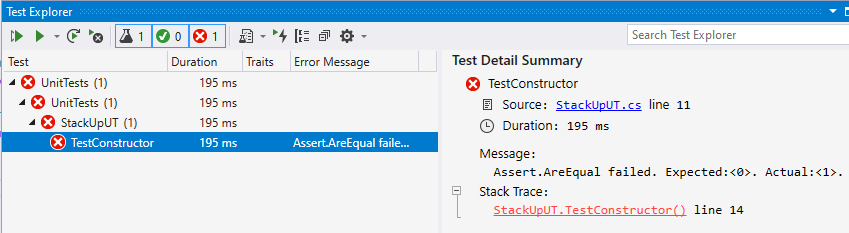 Test Explorer
1 0 1
Search Test Explorer
Test Duration Traits Error Message
UnitTests (1) 195 ms
UnitTests (1) 195 ms
StackUpUT (1) 195 ms
TestConstructor 195 ms Assert.AreEqual faile...
Test Detail Summary
TestConstructor
Source: StackUpUT.cs line 11
Duration: 195 ms
Message:
Assert.AreEqual failed. Expected:<0>. Actual:<1>.
Stack Trace:
StackUpUT.TestConstructor() line 14